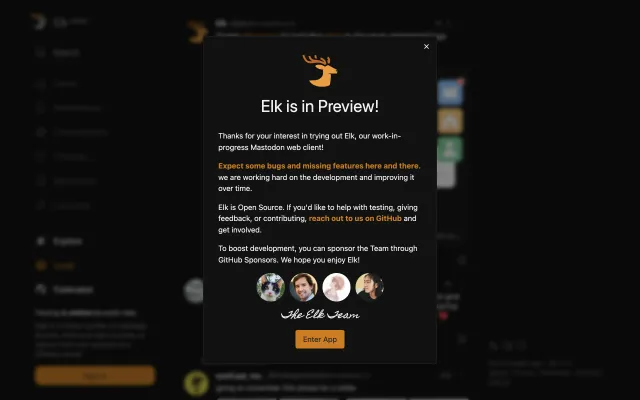 Elk is in Preview!
Thanks for your interest in trying out Elk, our work-in-
progress Mastodon web client!
Expect some bugs and missing features here and there.
we are working hard on the development and improving it
over time.
Elk is Open Source. If you'd like to help with testing, giving
feedback, or contributing, reach out to us on GitHub and
get involved.
To boost development, you can sponsor the Team through
GitHub Sponsors. We hope you enjoy Elk!
The Elk Team
Enter App